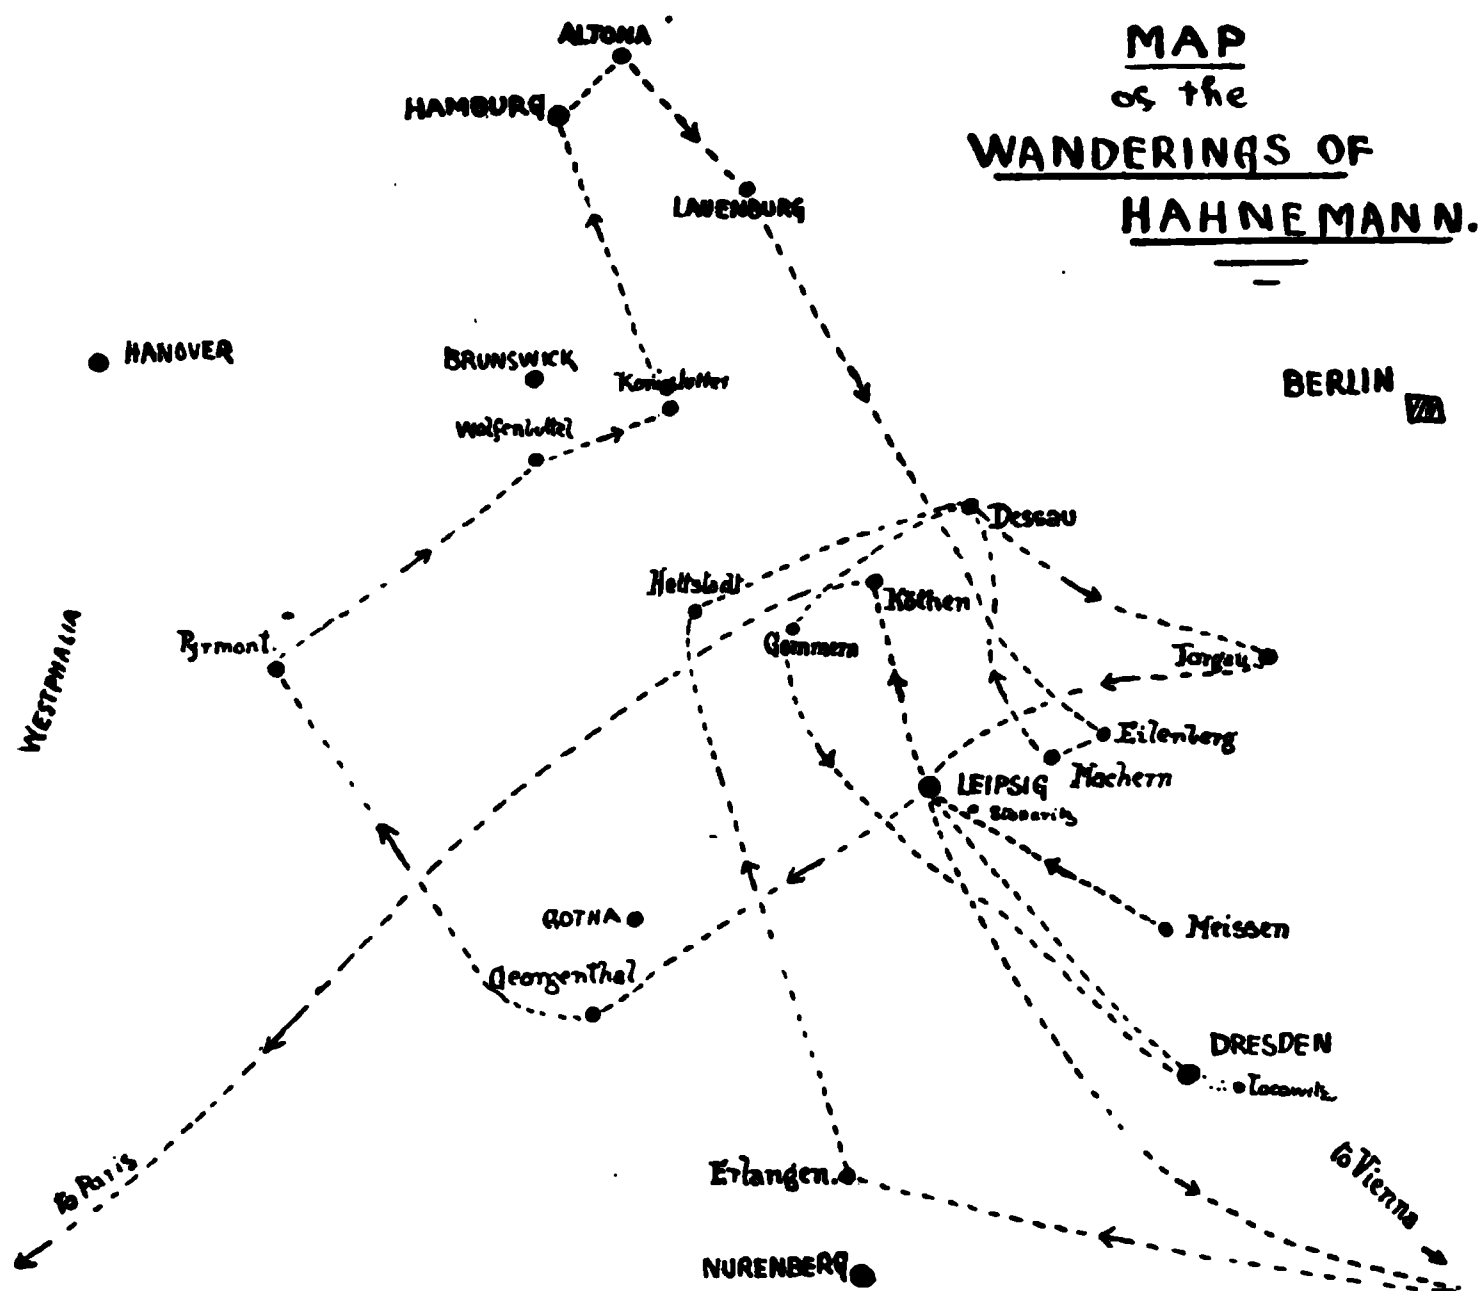 MAP
of the
WANDERINGS OF
HAHNEMANN.
ALTONA
HAMBURG
LAUENBURG
HANOVER
BRUNSWICK
Konigslutter
BERLIN
Wolfenbuttel
Dessau
Hettstadt
Köthen
Gommern
Pyrmont.
Torgau
WESTPHALIA
Eilenberg
Machern
LEIPSIG
GOTHA
Meissen
Georgenthal
DRESDEN
Erlangen.
to Paris
to Vienna
NURENBERG